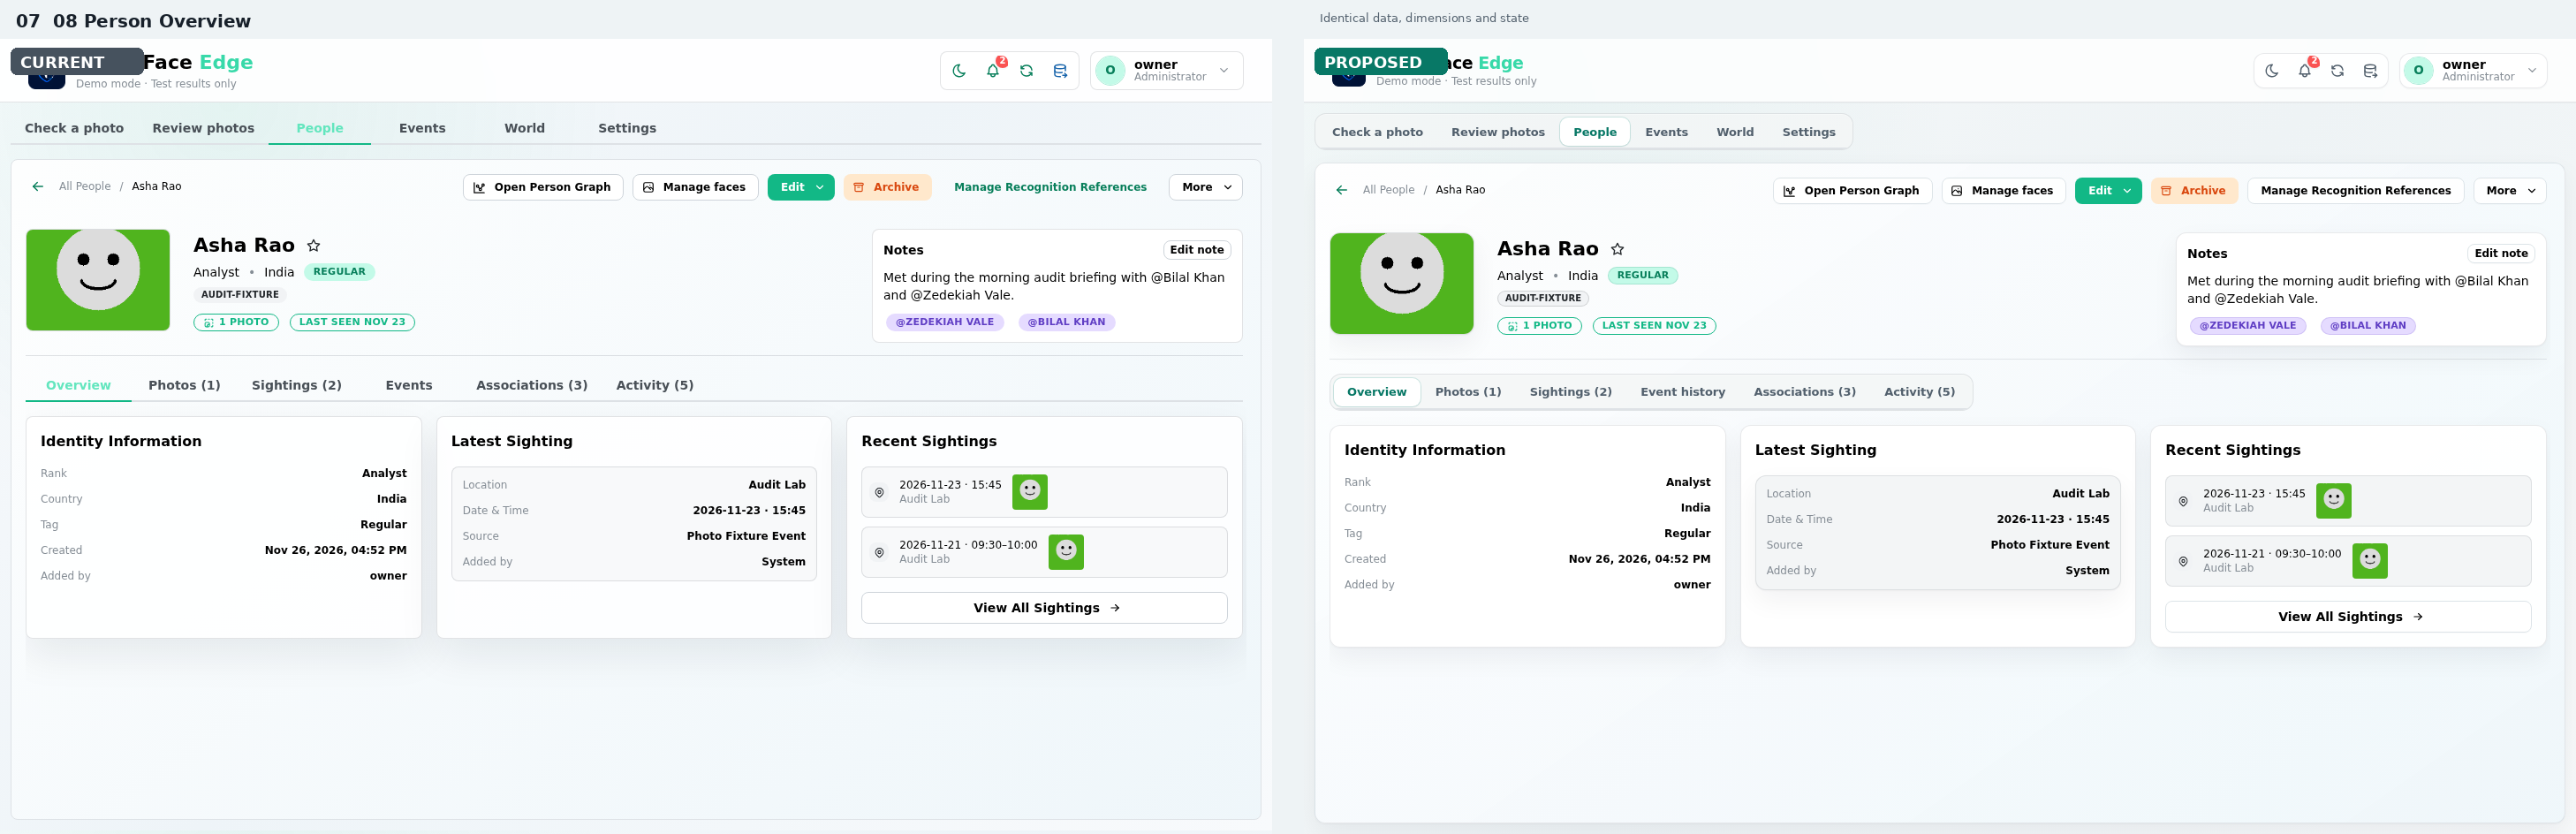 07 08 Person Overview
Identical data, dimensions and state
CURRENT
Face Edge
Demo mode · Test results only
2
O
owner
Administrator
Check a photo
Review photos
People
Events
World
Settings
All People / Asha Rao
Open Person Graph
Manage faces
Edit
Archive
Manage Recognition References
More
Asha Rao
Analyst • India REGULAR
AUDIT-FIXTURE
1 PHOTO
LAST SEEN NOV 23
Notes
Edit note
Met during the morning audit briefing with @Bilal Khan
and @Zedekiah Vale.
@ZEDEKIAH VALE
@BILAL KHAN
Overview
Photos (1)
Sightings (2)
Events
Associations (3)
Activity (5)
Identity Information
Rank Analyst
Country India
Tag Regular
Created Nov 26, 2026, 04:52 PM
Added by owner
Latest Sighting
Location Audit Lab
Date & Time 2026-11-23 · 15:45
Source Photo Fixture Event
Added by System
Recent Sightings
2026-11-23 · 15:45
Audit Lab
2026-11-21 · 09:30–10:00
Audit Lab
View All Sightings →
PROPOSED
ace Edge
Demo mode · Test results only
2
O
owner
Administrator
Check a photo
Review photos
People
Events
World
Settings
All People / Asha Rao
Open Person Graph
Manage faces
Edit
Archive
Manage Recognition References
More
Asha Rao
Analyst • India REGULAR
AUDIT-FIXTURE
1 PHOTO
LAST SEEN NOV 23
Notes
Edit note
Met during the morning audit briefing with @Bilal Khan
and @Zedekiah Vale.
@ZEDEKIAH VALE
@BILAL KHAN
Overview
Photos (1)
Sightings (2)
Event history
Associations (3)
Activity (5)
Identity Information
Rank Analyst
Country India
Tag Regular
Created Nov 26, 2026, 04:52 PM
Added by owner
Latest Sighting
Location Audit Lab
Date & Time 2026-11-23 · 15:45
Source Photo Fixture Event
Added by System
Recent Sightings
2026-11-23 · 15:45
Audit Lab
2026-11-21 · 09:30–10:00
Audit Lab
View All Sightings →